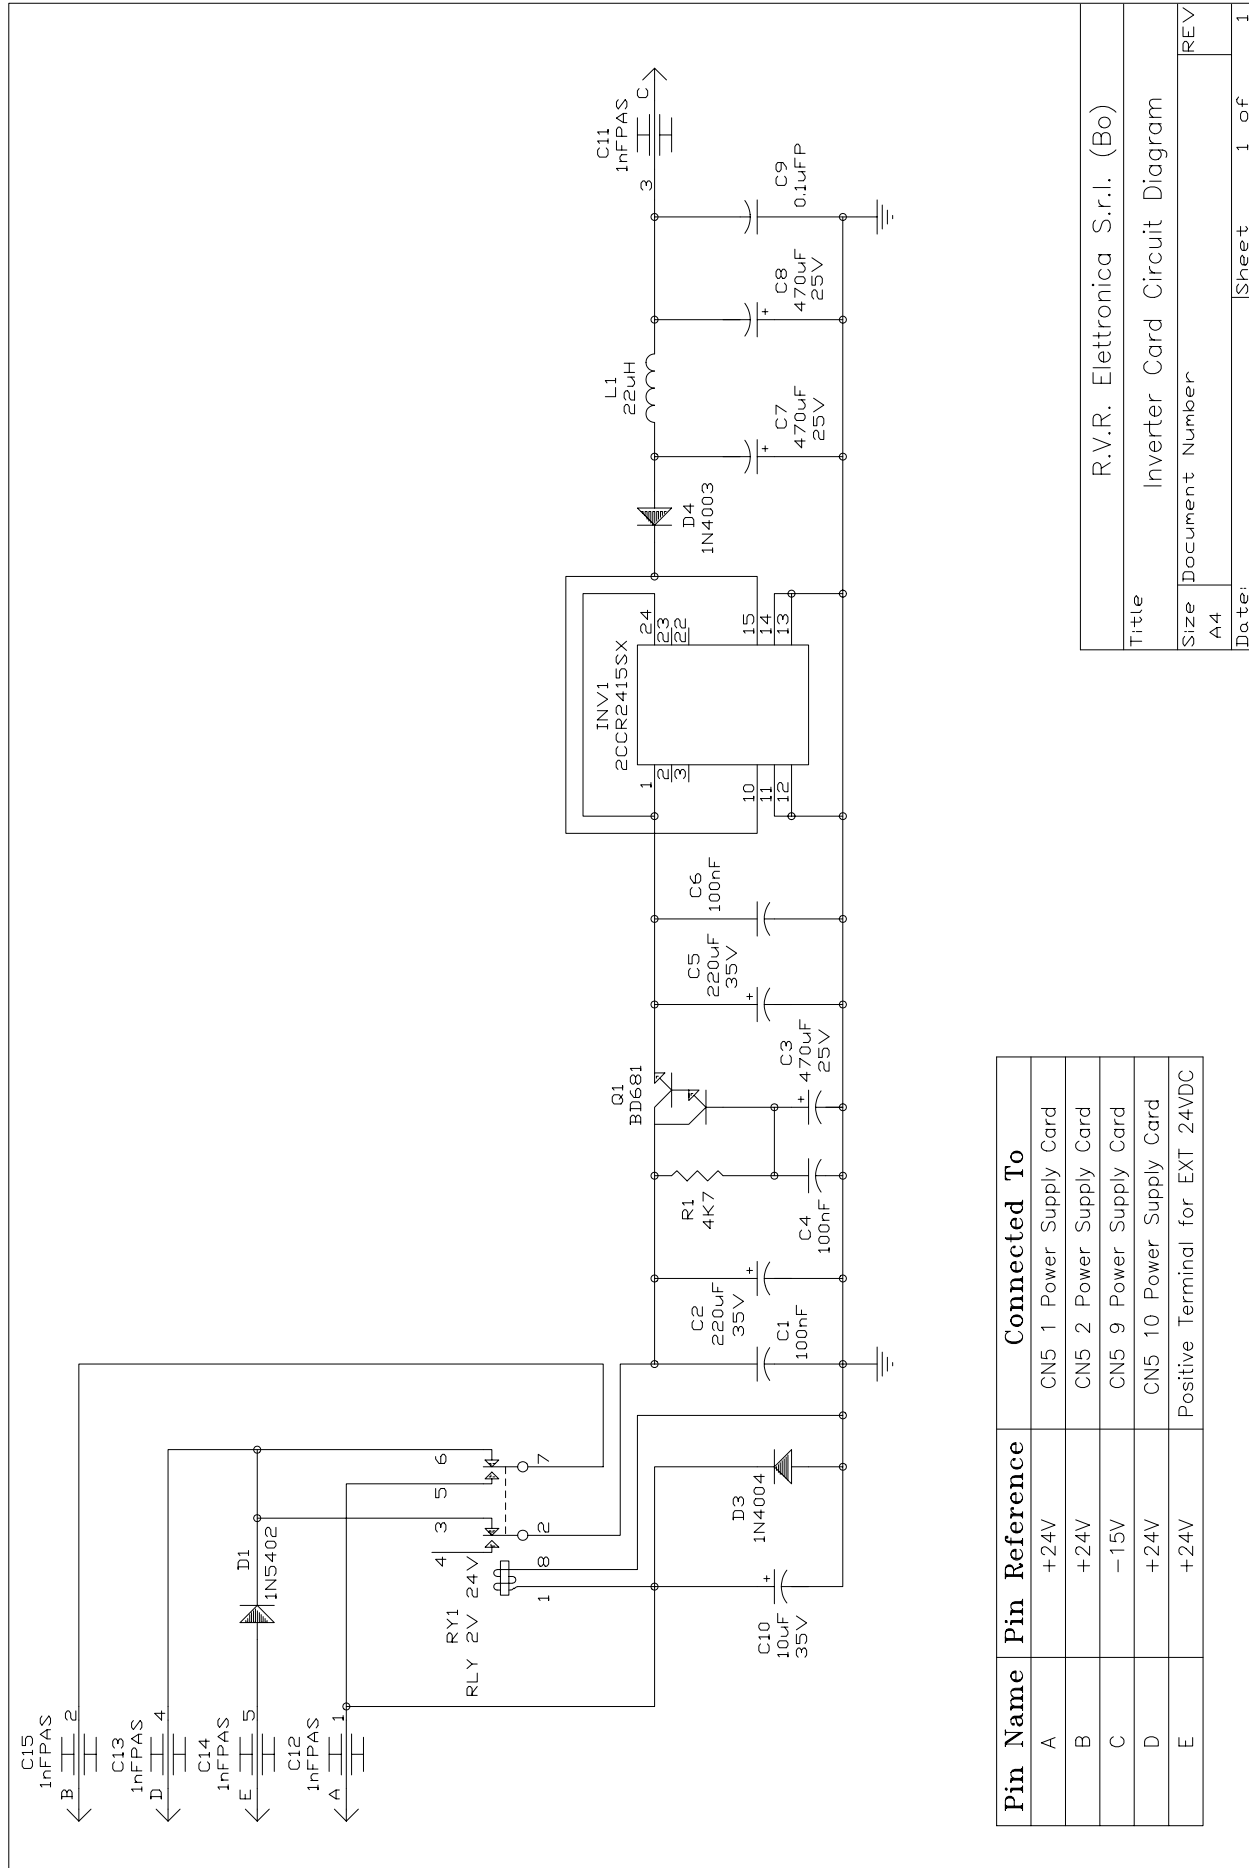 C15
1nFPAS
B
2
C13
1nFPAS
D
4
C14
1nFPAS
E
5
C12
1nFPAS
A
1
D1
1N5402
RY1
RLY 2V 24V
4
3
5
6
1
8
2
7
C10
10uF
35V
D3
1N4004
C2
220uF
35V
C1
100nF
R1
4K7
C4
100nF
Q1
BD681
C3
470uF
25V
C5
220uF
35V
C6
100nF
INV1
2CCR2415SX
1
2
3
10
11
12
24
23
22
15
14
13
D4
1N4003
L1
22uH
C7
470uF
25V
C8
470uF
25V
C9
0.1uFP
C11
1nFPAS
3
C
Pin Name Pin Reference Connected To
A +24V CN5 1 Power Supply Card
B +24V CN5 2 Power Supply Card
C -15V CN5 9 Power Supply Card
D +24V CN5 10 Power Supply Card
E +24V Positive Terminal for EXT 24VDC
R.V.R. Elettronica S.r.l. (Bo)
Title
Inverter Card Circuit Diagram
Size Document Number REV
A4
Date: Sheet 1 of 1